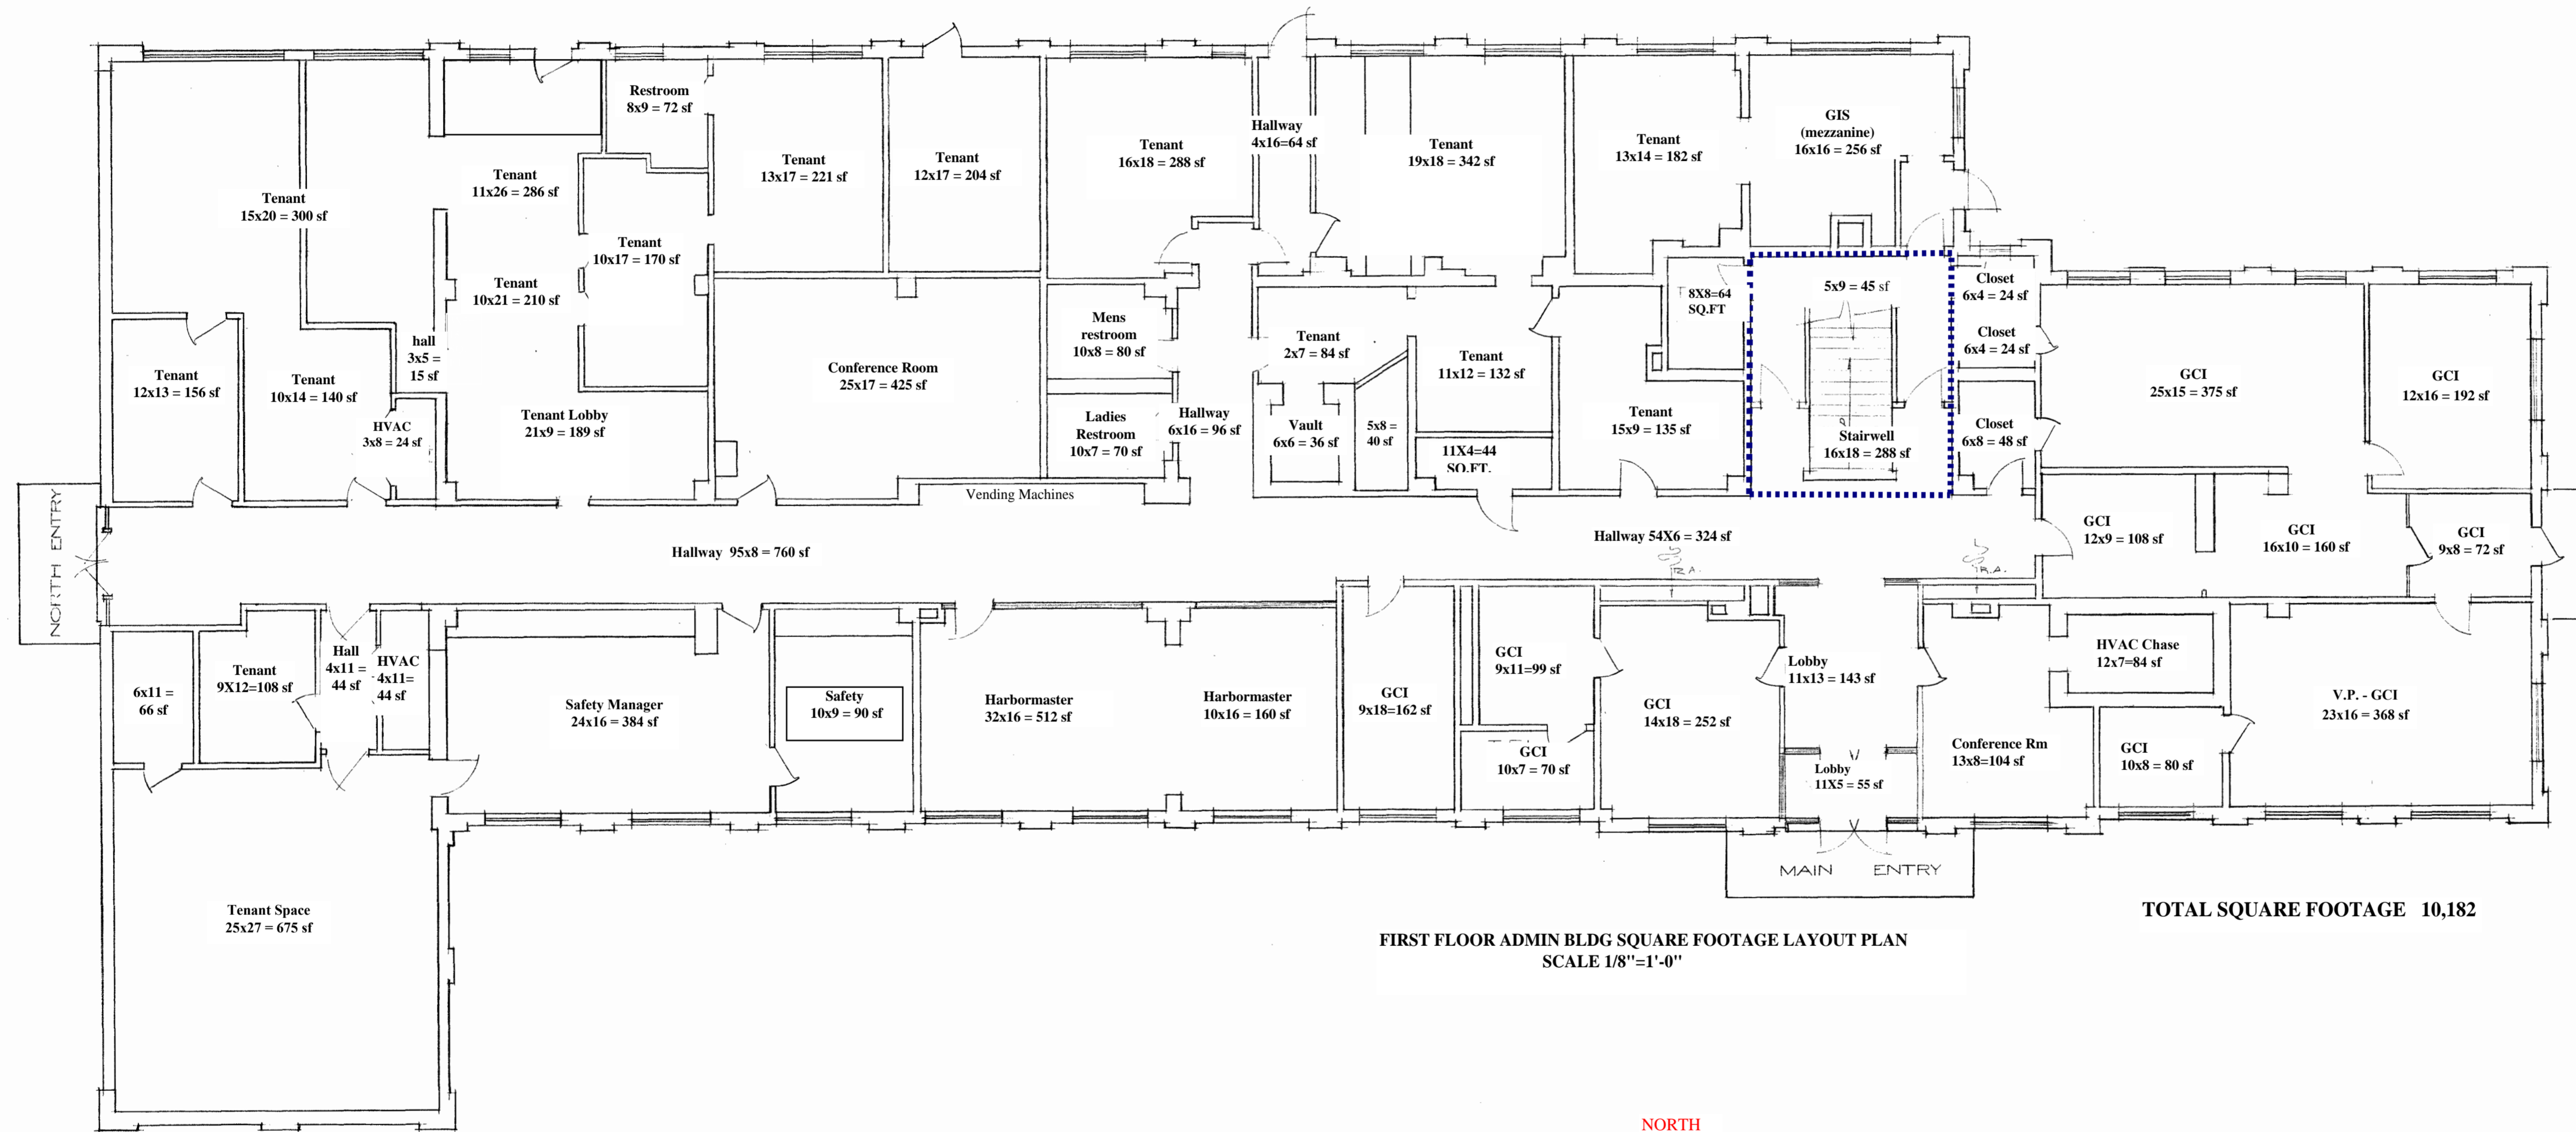 Restroom
8x9 = 72 sf
Tenant
15x20 = 300 sf
Tenant
11x26 = 286 sf
Tenant
10x17 = 170 sf
Tenant
13x17 = 221 sf
Tenant
12x17 = 204 sf
Tenant
16x18 = 288 sf
Hallway
4x16=64 sf
Tenant
19x18 = 342 sf
Tenant
13x14 = 182 sf
GIS
(mezzanine)
16x16 = 256 sf
Tenant
10x21 = 210 sf
hall
3x5 =
15 sf
Tenant
12x13 = 156 sf
Tenant
10x14 = 140 sf
HVAC
3x8 = 24 sf
Tenant Lobby
21x9 = 189 sf
Conference Room
25x17 = 425 sf
Mens
restroom
10x8 = 80 sf
Ladies
Restroom
10x7 = 70 sf
Hallway
6x16 = 96 sf
Tenant
2x7 = 84 sf
Vault
6x6 = 36 sf
5x8 =
40 sf
Tenant
11x12 = 132 sf
11X4=44
SQ.FT.
Tenant
15x9 = 135 sf
8X8=64
SQ.FT
5x9 = 45 sf
Stairwell
16x18 = 288 sf
Closet
6x4 = 24 sf
Closet
6x4 = 24 sf
Closet
6x8 = 48 sf
GCI
25x15 = 375 sf
GCI
12x16 = 192 sf
Vending Machines
NORTH ENTRY
Hallway 95x8 = 760 sf
Hallway 54X6 = 324 sf
R.A.
R.A.
GCI
12x9 = 108 sf
GCI
16x10 = 160 sf
GCI
9x8 = 72 sf
6x11 =
66 sf
Tenant
9X12=108 sf
Hall
4x11 =
44 sf
HVAC
4x11=
44 sf
Safety Manager
24x16 = 384 sf
Safety
10x9 = 90 sf
Harbormaster
32x16 = 512 sf
Harbormaster
10x16 = 160 sf
GCI
9x18=162 sf
GCI
9x11=99 sf
GCI
10x7 = 70 sf
GCI
14x18 = 252 sf
Lobby
11x13 = 143 sf
Lobby
11X5 = 55 sf
Conference Rm
13x8=104 sf
HVAC Chase
12x7=84 sf
GCI
10x8 = 80 sf
V.P. - GCI
23x16 = 368 sf
MAIN ENTRY
Tenant Space
25x27 = 675 sf
TOTAL SQUARE FOOTAGE 10,182
FIRST FLOOR ADMIN BLDG SQUARE FOOTAGE LAYOUT PLAN
SCALE 1/8"=1'-0"
NORTH